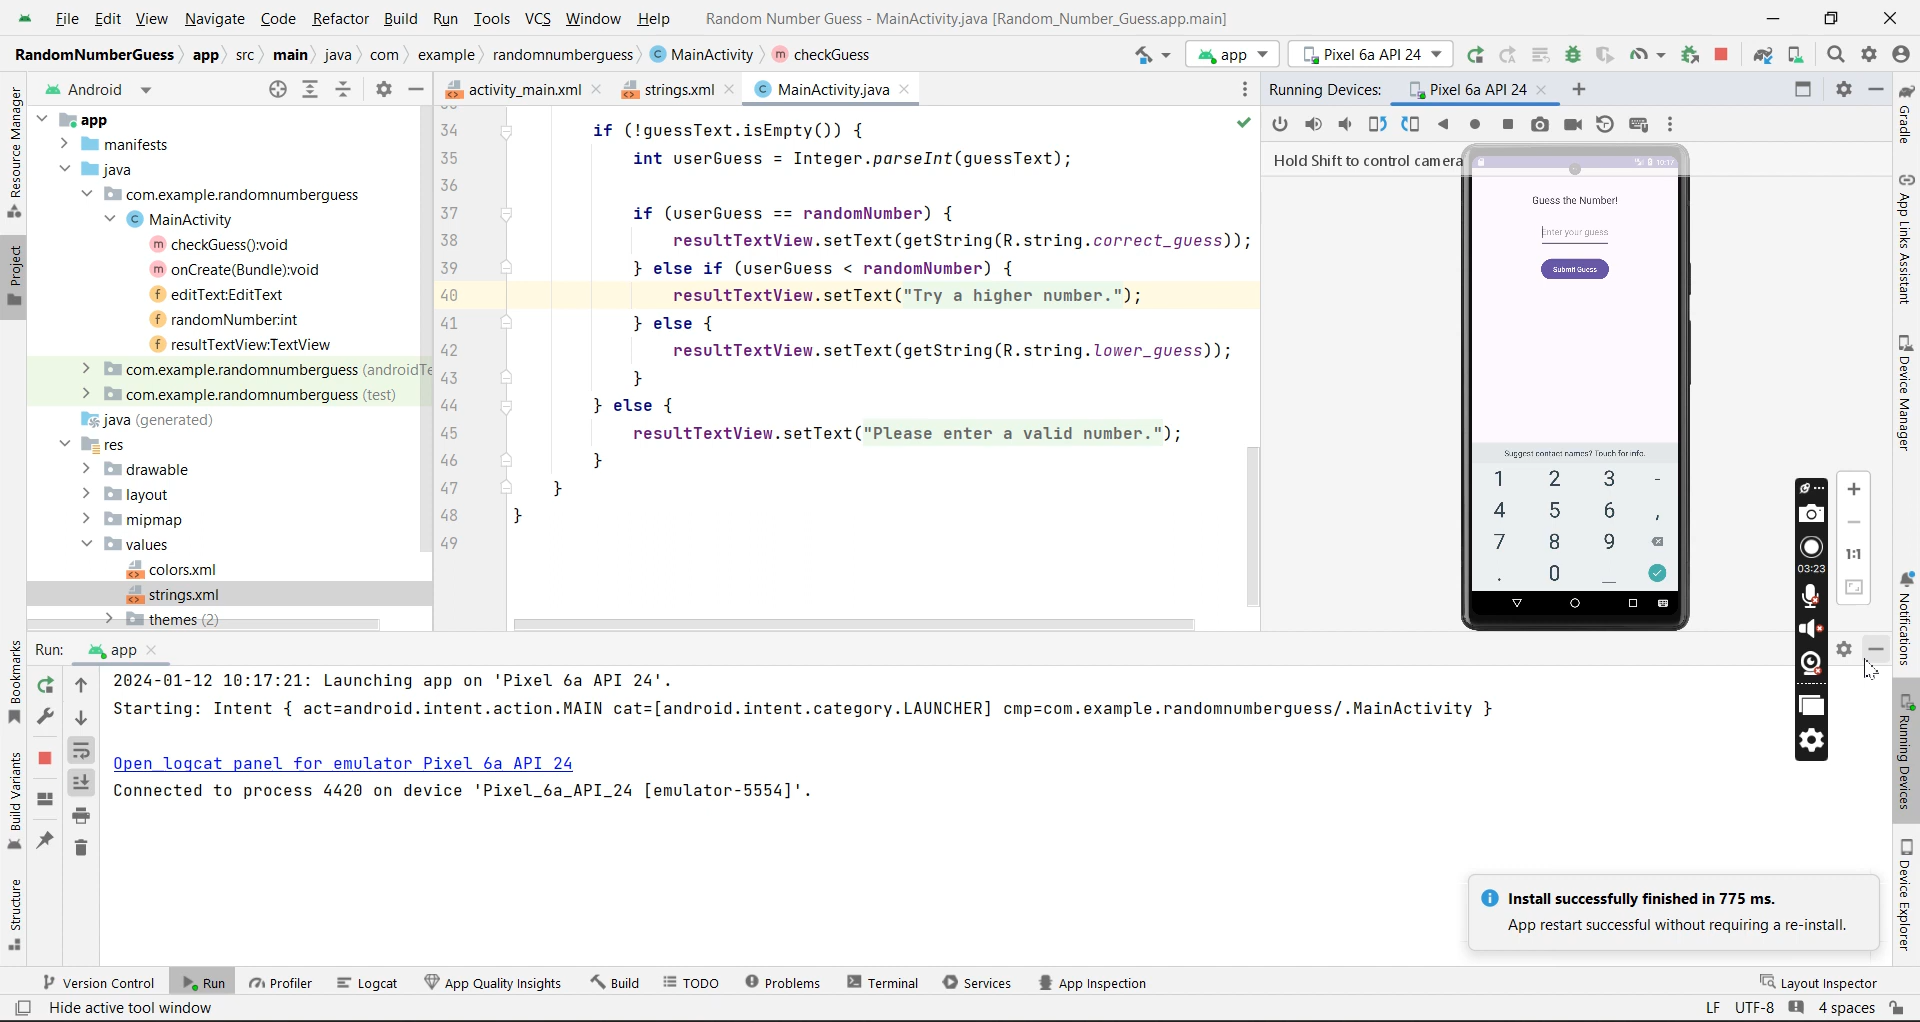 File Edit View Navigate Code Refactor Build Run Tools VCS Window Help Random Number Guess - MainActivity.java [Random_Number_Guess.app.main]
RandomNumberGuess app src main java com example randomnumberguess MainActivity checkGuess app Pixel 6a API 24
Android
activity_main.xml strings.xml MainActivity.java
Running Devices: Pixel 6a API 24
Resource Manager
Project
Bookmarks
Build Variants
Structure
app
manifests
java
com.example.randomnumberguess
MainActivity
checkGuess():void
onCreate(Bundle):void
editText:EditText
randomNumber:int
resultTextView:TextView
com.example.randomnumberguess (androidTe
com.example.randomnumberguess (test)
java (generated)
res
drawable
layout
mipmap
values
colors.xml
strings.xml
themes (2)
34 if (!guessText.isEmpty()) {
35 int userGuess = Integer.parseInt(guessText);
36
37 if (userGuess == randomNumber) {
38 resultTextView.setText(getString(R.string.correct_guess));
39 } else if (userGuess < randomNumber) {
40 resultTextView.setText("Try a higher number.");
41 } else {
42 resultTextView.setText(getString(R.string.lower_guess));
43 }
44 } else {
45 resultTextView.setText("Please enter a valid number.");
46 }
47 }
48 }
49
Hold Shift to control camera
10:17
Guess the Number!
Enter your guess
Submit Guess
Suggest contact names? Touch for info.
1 2 3 -
4 5 6 ,
7 8 9
. 0 _
03:23
1:1
Gradle
App Links Assistant
Device Manager
Notifications
Running Devices
Device Explorer
Run: app
2024-01-12 10:17:21: Launching app on 'Pixel 6a API 24'.
Starting: Intent { act=android.intent.action.MAIN cat=[android.intent.category.LAUNCHER] cmp=com.example.randomnumberguess/.MainActivity }
Open logcat panel for emulator Pixel 6a API 24
Connected to process 4420 on device 'Pixel_6a_API_24 [emulator-5554]'.
Install successfully finished in 775 ms.
App restart successful without requiring a re-install.
Version Control Run Profiler Logcat App Quality Insights Build TODO Problems Terminal Services App Inspection Layout Inspector
Hide active tool window LF UTF-8 4 spaces